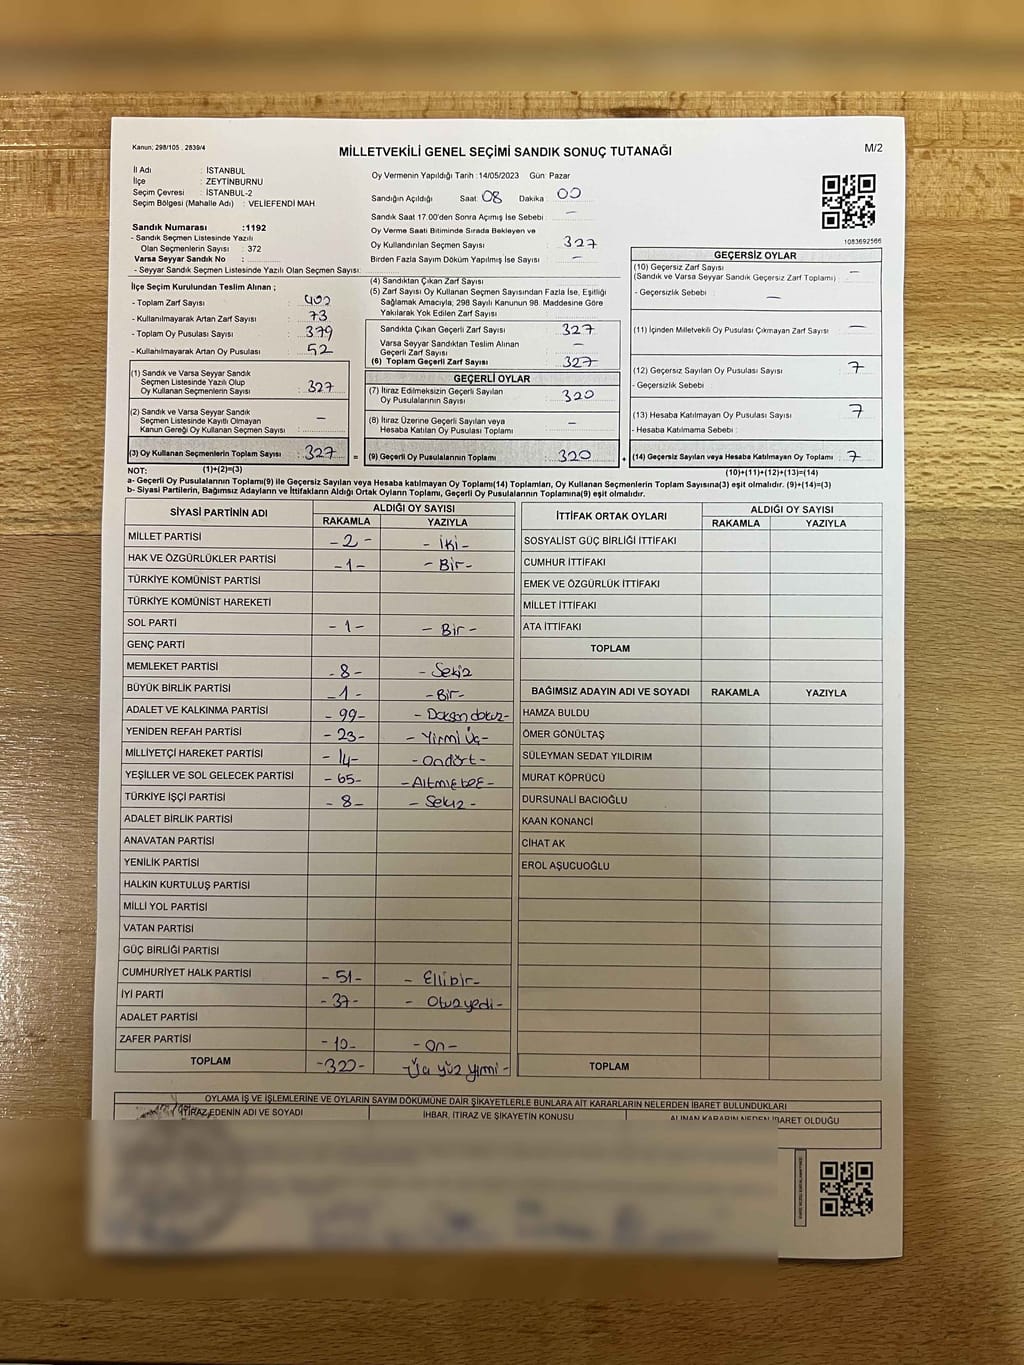 Kanun; 298/105 , 2839/4
MİLLETVEKİLİ GENEL SEÇİMİ SANDIK SONUÇ TUTANAĞI
M/2
İl Adı : İSTANBUL
İlçe : ZEYTİNBURNU
Seçim Çevresi : İSTANBUL-2
Seçim Bölgesi (Mahalle Adı) : VELİEFENDİ MAH
Sandık Numarası :1192
- Sandık Seçmen Listesinde Yazılı
Olan Seçmenlerin Sayısı : 372
Varsa Seyyar Sandık No :
- Seyyar Sandık Seçmen Listesinde Yazılı Olan Seçmen Sayısı:
Oy Vermenin Yapıldığı Tarih :14/05/2023 Gün: Pazar
Sandığın Açıldığı Saat: 08 Dakika : 00
Sandık Saat 17.00'den Sonra Açımış İse Sebebi : -
Oy Verme Saati Bitiminde Sırada Bekleyen ve
Oy Kullandırılan Seçmen Sayısı : 327
Birden Fazla Sayım Döküm Yapılmış İse Sayısı : -
1083692566
İlçe Seçim Kurulundan Teslim Alınan ;
- Toplam Zarf Sayısı : 400
- Kullanılmayarak Artan Zarf Sayısı : 73
- Toplam Oy Pusulası Sayısı : 379
- Kullanılmayarak Artan Oy Pusulası : 52
(1) Sandık ve Varsa Seyyar Sandık
Seçmen Listesinde Yazılı Olup
Oy Kullanan Seçmenlerin Sayısı : 327
(2) Sandık ve Varsa Seyyar Sandık
Seçmen Listesinde Kayıtlı Olmayan
Kanun Gereği Oy Kullanan Seçmen Sayısı : -
(3) Oy Kullanan Seçmenlerin Toplam Sayısı : 327
(1)+(2)=(3)
(4) Sandıktan Çıkan Zarf Sayısı
(5) Zarf Sayısı Oy Kullanan Seçmen Sayısından Fazla İse, Eşitliği
Sağlamak Amacıyla; 298 Sayılı Kanunun 98. Maddesine Göre
Yakılarak Yok Edilen Zarf Sayısı :
Sandıkta Çıkan Geçerli Zarf Sayısı : 327
Varsa Seyyar Sandıktan Teslim Alınan
Geçerli Zarf Sayısı : -
(6) Toplam Geçerli Zarf Sayısı : 327
GEÇERLİ OYLAR
(7) İtiraz Edilmeksizin Geçerli Sayılan
Oy Pusulalarının Sayısı : 320
(8) İtiraz Üzerine Geçerli Sayılan veya
Hesaba Katılan Oy Pusulası Toplamı : -
= (9) Geçerli Oy Pusulalarının Toplamı : 320 +
GEÇERSİZ OYLAR
(10) Geçersiz Zarf Sayısı : -
(Sandık ve Varsa Seyyar Sandık Geçersiz Zarf Toplamı)
- Geçersizlik Sebebi : -
(11) İçinden Milletvekili Oy Pusulası Çıkmayan Zarf Sayısı : -
(12) Geçersiz Sayılan Oy Pusulası Sayısı : 7
- Geçersizlik Sebebi
(13) Hesaba Katılmayan Oy Pusulası Sayısı : 7
- Hesaba Katılmama Sebebi :
(14) Geçersiz Sayılan veya Hesaba Katılmayan Oy Toplamı : 7
(10)+(11)+(12)+(13)=(14)
NOT:
a- Geçerli Oy Pusulalarının Toplamı(9) ile Geçersiz Sayılan veya Hesaba katılmayan Oy Toplamı(14) Toplamları, Oy Kullanan Seçmenlerin Toplam Sayısına(3) eşit olmalıdır. (9)+(14)=(3)
b- Siyasi Partilerin, Bağımsız Adayların ve İttifakların Aldığı Ortak Oyların Toplamı, Geçerli Oy Pusulalarının Toplamına(9) eşit olmalıdır.
SİYASİ PARTİNİN ADI ALDIĞI OY SAYISI
RAKAMLA YAZIYLA
MİLLET PARTİSİ -2- -İki-
HAK VE ÖZGÜRLÜKLER PARTİSİ -1- -Bir-
TÜRKİYE KOMÜNİST PARTİSİ
TÜRKİYE KOMÜNİST HAREKETİ
SOL PARTİ -1- -Bir-
GENÇ PARTİ
MEMLEKET PARTİSİ -8- -Sekiz
BÜYÜK BİRLİK PARTİSİ -1- -Bir-
ADALET VE KALKINMA PARTİSİ -99- -Doksan dokuz-
YENİDEN REFAH PARTİSİ -23- -Yirmi Üç-
MİLLİYETÇİ HAREKET PARTİSİ -14- -ondört-
YEŞİLLER VE SOL GELECEK PARTİSİ -65- -Altmışbeş-
TÜRKİYE İŞÇİ PARTİSİ -8- -Sekiz-
ADALET BİRLİK PARTİSİ
ANAVATAN PARTİSİ
YENİLİK PARTİSİ
HALKIN KURTULUŞ PARTİSİ
MİLLİ YOL PARTİSİ
VATAN PARTİSİ
GÜÇ BİRLİĞİ PARTİSİ
CUMHURİYET HALK PARTİSİ -51- -Ellibir-
İYİ PARTİ -37- -Otuzyedi-
ADALET PARTİSİ
ZAFER PARTİSİ -10- -on-
TOPLAM -320- -Üç yüz yirmi-
İTTİFAK ORTAK OYLARI ALDIĞI OY SAYISI
RAKAMLA YAZIYLA
SOSYALİST GÜÇ BİRLİĞİ İTTİFAKI
CUMHUR İTTİFAKI
EMEK VE ÖZGÜRLÜK İTTİFAKI
MİLLET İTTİFAKI
ATA İTTİFAKI
TOPLAM
BAĞIMSIZ ADAYIN ADI VE SOYADI RAKAMLA YAZIYLA
HAMZA BULDU
ÖMER GÖNÜLTAŞ
SÜLEYMAN SEDAT YILDIRIM
MURAT KÖPRÜCÜ
DURSUNALİ BACIOĞLU
KAAN KONANCİ
CİHAT AK
EROL AŞUCUOĞLU
TOPLAM
OYLAMA İŞ VE İŞLEMLERİNE VE OYLARIN SAYIM DÖKÜMÜNE DAİR ŞİKAYETLERLE BUNLARA AİT KARARLARIN NELERDEN İBARET BULUNDUKLARI
İTİRAZ EDENİN ADI VE SOYADI İHBAR, İTİRAZ VE ŞİKAYETİN KONUSU ALINAN KARARIN NEDEN İBARET OLDUĞU